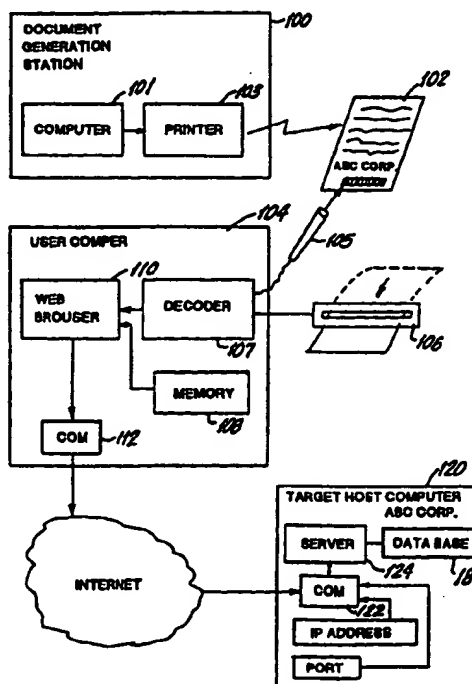 100
DOCUMENT
GENERATION
STATION
101
103
102
COMPUTER
PRINTER
ABC CORP.
104
USER COMPER
105
110
WEB
BROUSER
DECODER
107
106
MEMORY
108
COM
112
120
TARGET HOST COMPUTER
ABC CORP.
SERVER
DATA BASE
124
18
INTERNET
COM
122
IP ADDRESS
PORT